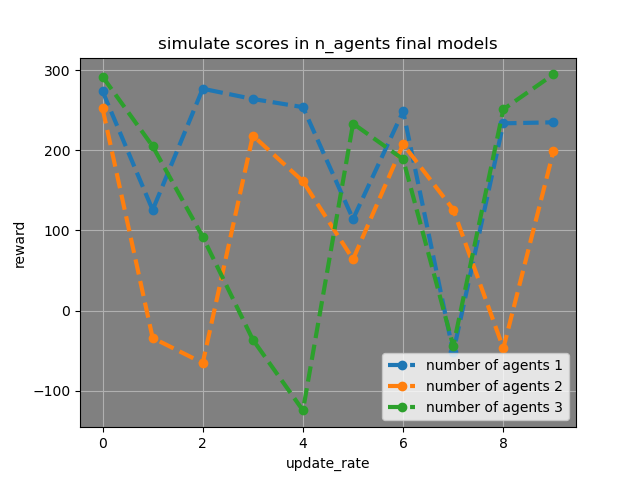 simulate scores in n_agents final models
300
200
100
0
−100
reward
0
2
4
6
8
update_rate
number of agents 1
number of agents 2
number of agents 3